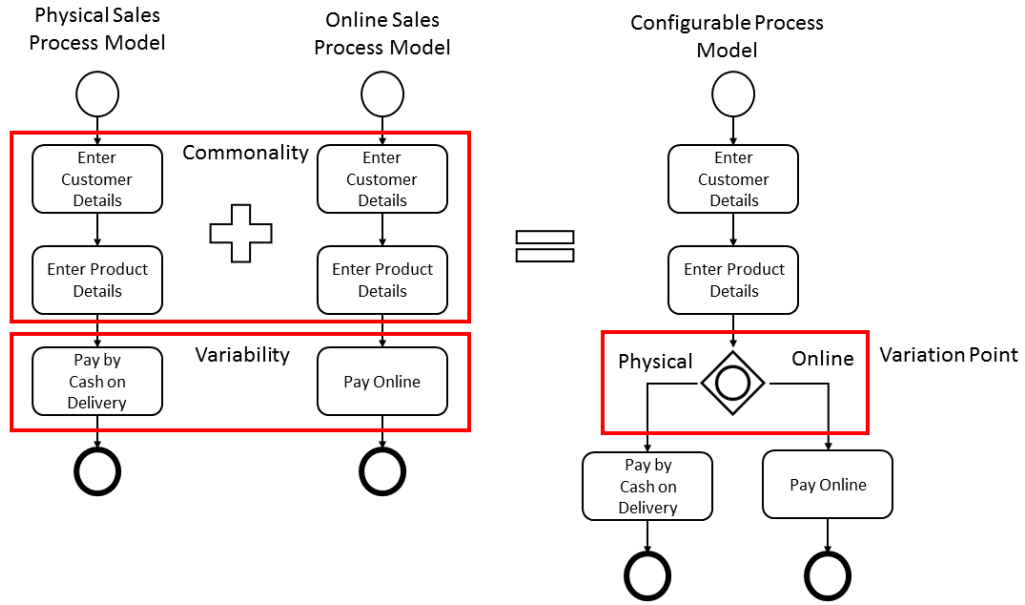 Physical Sales
Process Model
Online Sales
Process Model
Configurable Process
Model
Commonality
Enter
Customer
Details
Enter
Customer
Details
Enter
Customer
Details
Enter Product
Details
Enter Product
Details
Enter Product
Details
Variability
Pay by
Cash on
Delivery
Pay Online
Physical
Online
Variation Point
Pay by
Cash on
Delivery
Pay Online